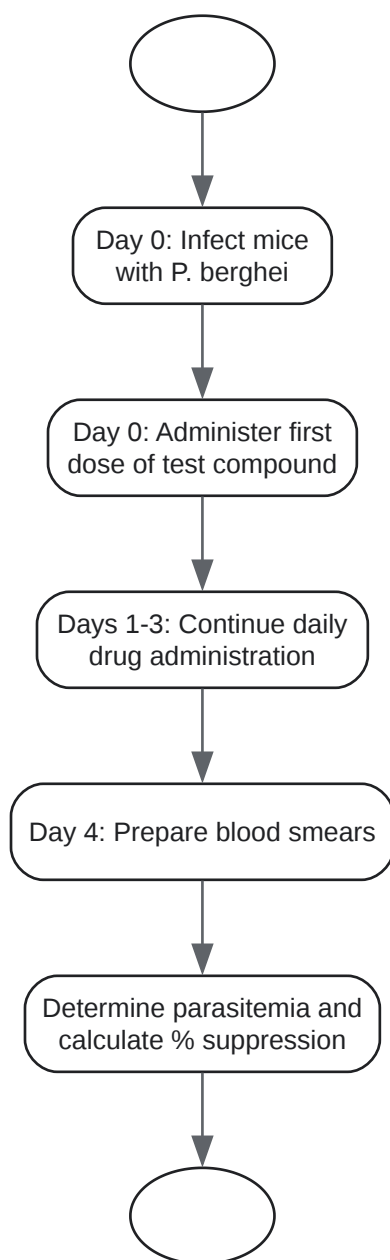 Day 0: Infect mice
with P. berghei
Day 0: Administer first
dose of test compound
Days 1-3: Continue daily
drug administration
Day 4: Prepare blood smears
Determine parasitemia and
calculate % suppression